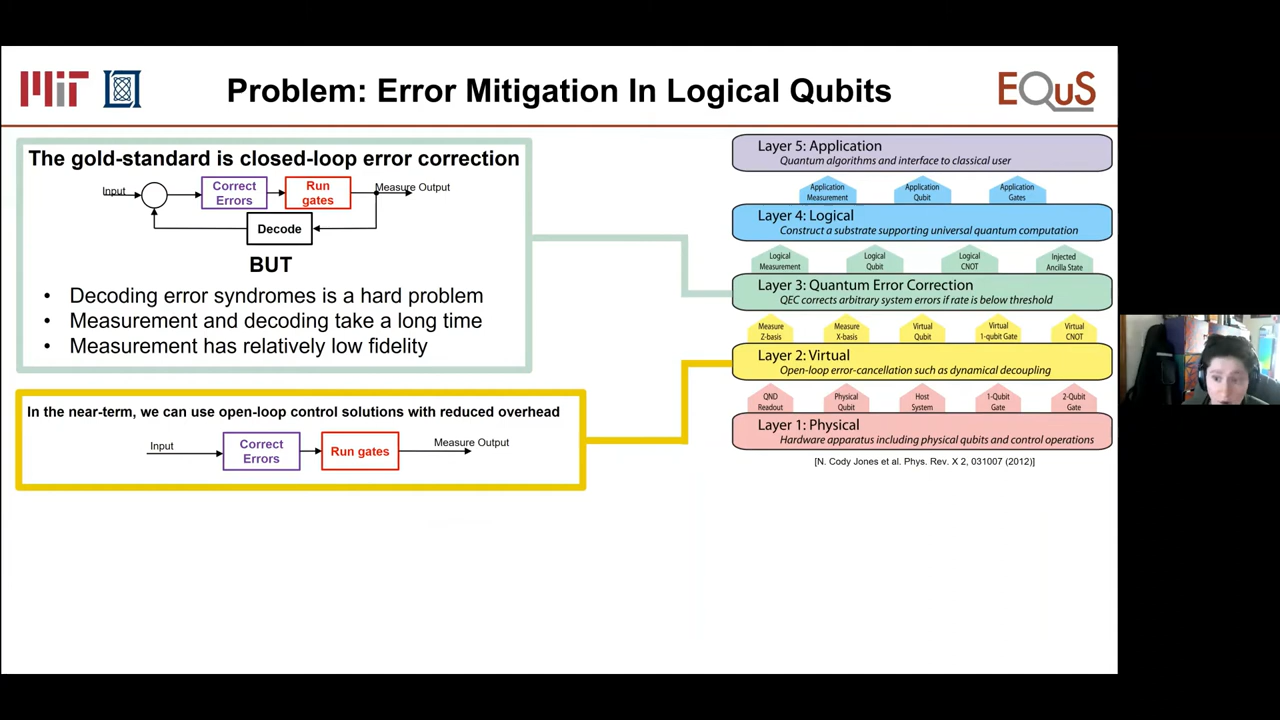 MIT
Problem: Error Mitigation In Logical Qubits
EQuS
The gold-standard is closed-loop error correction
Input
Correct
Errors
Run
gates
Measure Output
Decode
BUT
• Decoding error syndromes is a hard problem
• Measurement and decoding take a long time
• Measurement has relatively low fidelity
In the near-term, we can use open-loop control solutions with reduced overhead
Input
Correct
Errors
Run gates
Measure Output
Layer 5: Application
Quantum algorithms and interface to classical user
Application
Measurement
Application
Qubit
Application
Gates
Layer 4: Logical
Construct a substrate supporting universal quantum computation
Logical
Measurement
Logical
Qubit
Logical
CNOT
Injected
Ancilla State
Layer 3: Quantum Error Correction
QEC corrects arbitrary system errors if rate is below threshold
Measure
Z-basis
Measure
X-basis
Virtual
Qubit
Virtual
1-qubit Gate
Virtual
CNOT
Layer 2: Virtual
Open-loop error-cancellation such as dynamical decoupling
QND
Readout
Physical
Qubit
Host
System
1-Qubit
Gate
2-Qubit
Gate
Layer 1: Physical
Hardware apparatus including physical qubits and control operations
[N. Cody Jones et al. Phys. Rev. X 2, 031007 (2012)]